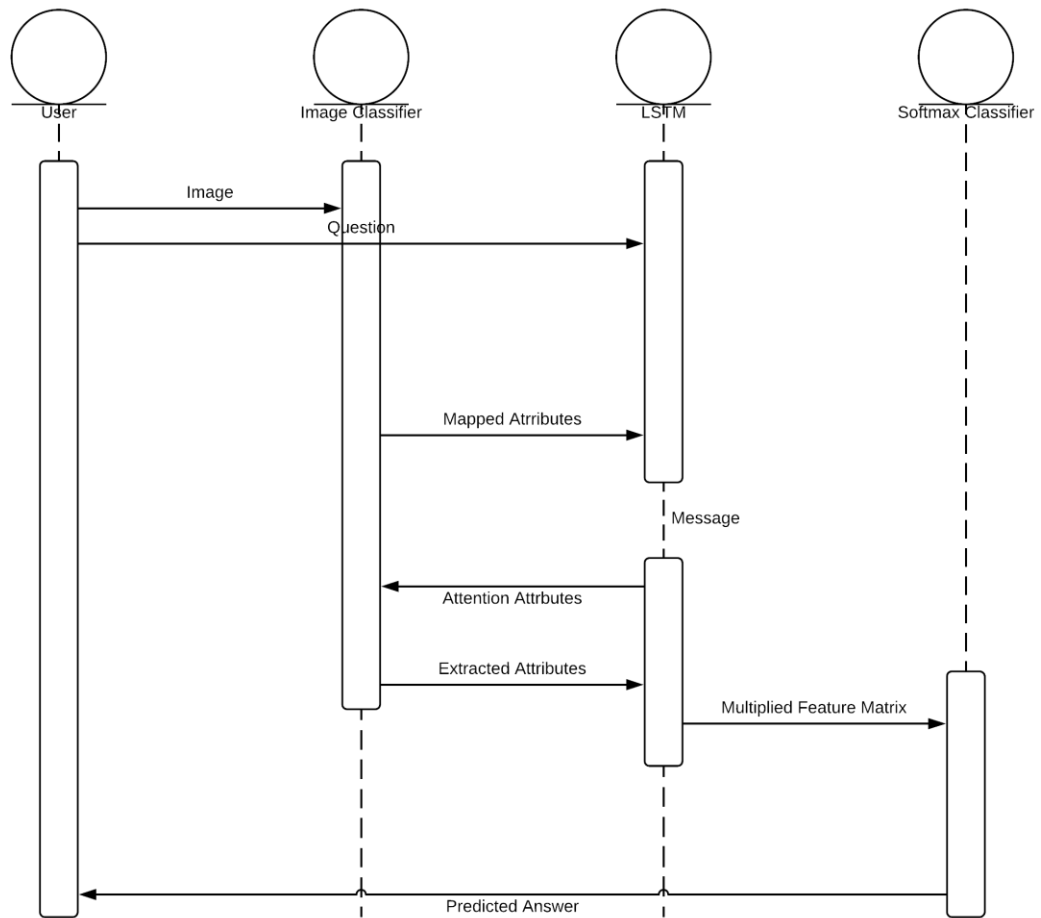 User
Image Classifier
LSTM
Softmax Classifier
Image
Question
Mapped Atrributes
Message
Attention Attrbutes
Extracted Attributes
Multiplied Feature Matrix
Predicted Answer